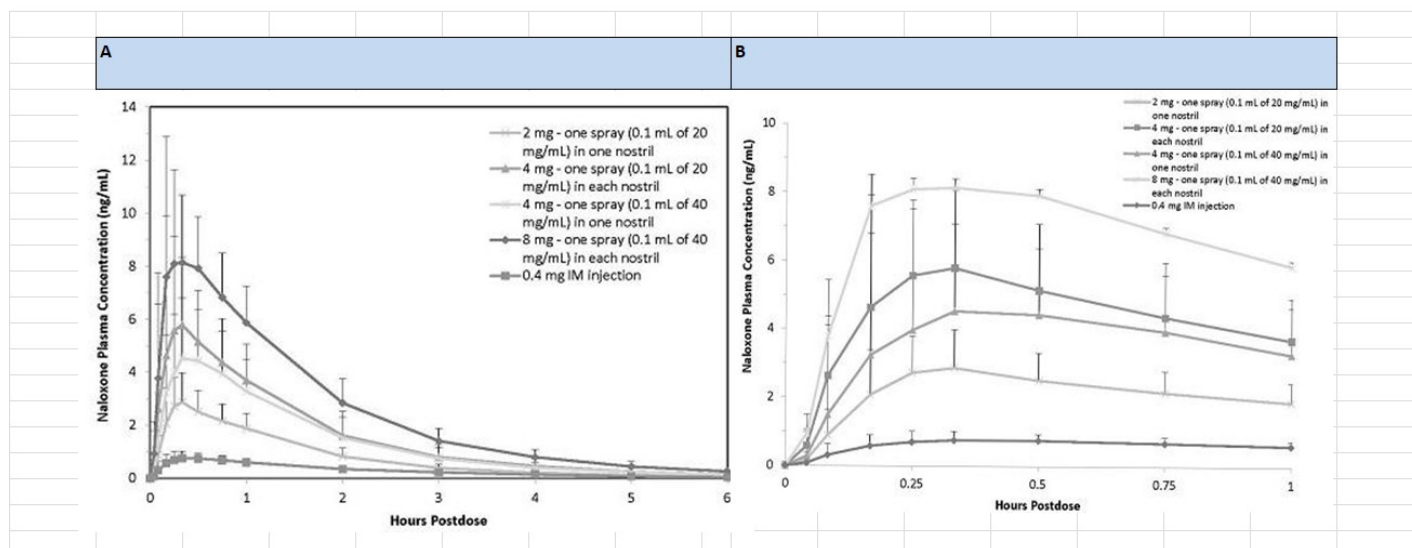 A
B
14
12
10
8
6
4
2
0
Naloxone Plasma Concentration (ng/mL)
2 mg - one spray (0.1 mL of 20
mg/mL) in one nostril
4 mg - one spray (0.1 mL of 20
mg/mL) in each nostril
4 mg - one spray (0.1 mL of 40
mg/mL) in one nostril
8 mg - one spray (0.1 mL of 40
mg/mL) in each nostril
0.4 mg IM injection
0
1
2
3
4
5
6
Hours Postdose
10
8
6
4
2
0
Naloxone Plasma Concentration (ng/mL)
2 mg - one spray (0.1 mL of 20 mg/mL) in
one nostril
4 mg - one spray (0.1 mL of 20 mg/mL) in
each nostril
4 mg - one spray (0.1 mL of 40 mg/mL) in
one nostril
8 mg - one spray (0.1 mL of 40 mg/mL) in
each nostril
0.4 mg IM injection
0
0.25
0.5
0.75
1
Hours Postdose